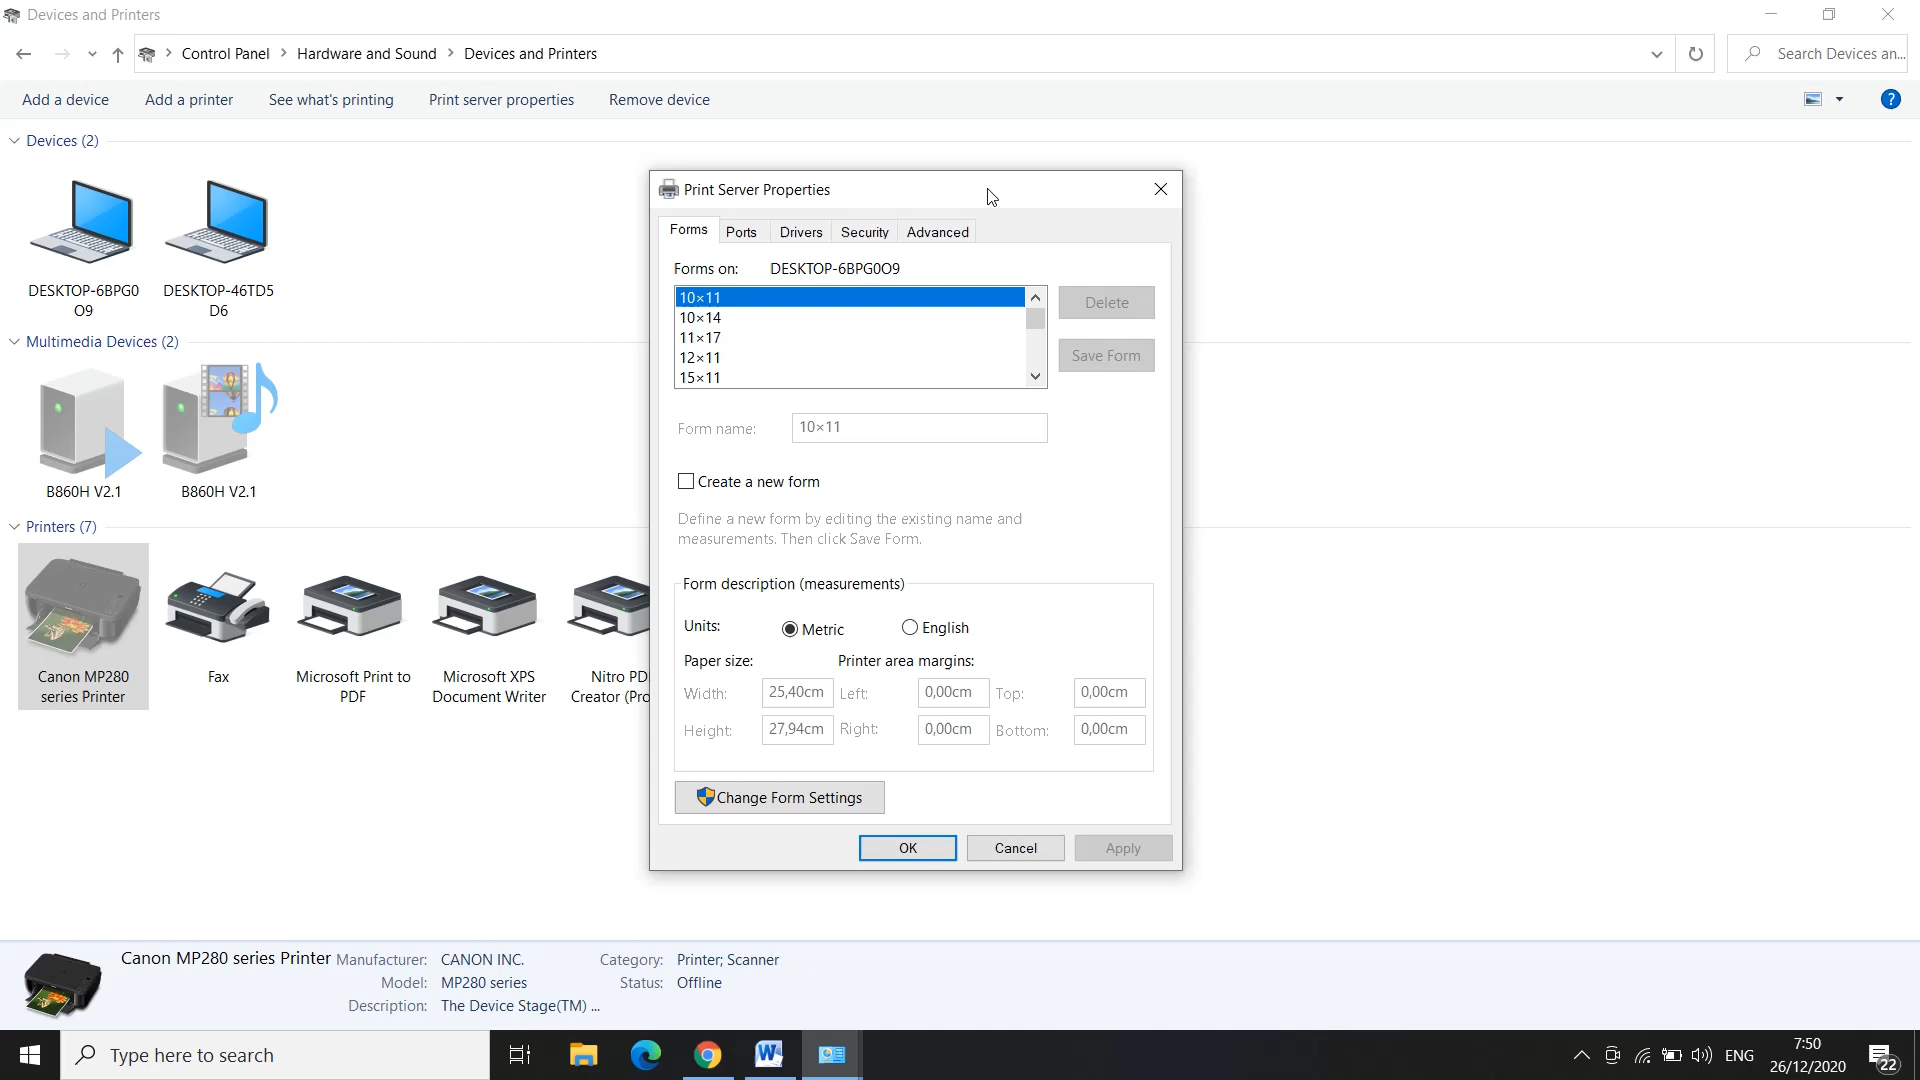 Devices and Printers
Control Panel Hardware and Sound Devices and Printers
Search Devices an...
Add a device Add a printer See what's printing Print server properties Remove device
?
Devices (2)
DESKTOP-6BPG0
O9
DESKTOP-46TD5
D6
Multimedia Devices (2)
B860H V2.1
B860H V2.1
Printers (7)
Canon MP280
series Printer
Fax
Microsoft Print to
PDF
Microsoft XPS
Document Writer
Nitro PD
Creator (Pro
Print Server Properties
Forms Ports Drivers Security Advanced
Forms on: DESKTOP-6BPG0O9
10×11
10×14
11×17
12×11
15×11
Delete
Save Form
Form name: 10×11
Create a new form
Define a new form by editing the existing name and
measurements. Then click Save Form.
Form description (measurements)
Units: Metric English
Paper size: Printer area margins:
Width: 25,40cm Left: 0,00cm Top: 0,00cm
Height: 27,94cm Right: 0,00cm Bottom: 0,00cm
Change Form Settings
OK Cancel Apply
Canon MP280 series Printer Manufacturer: CANON INC. Category: Printer; Scanner
Model: MP280 series Status: Offline
Description: The Device Stage(TM) ...
Type here to search
W
ENG
7:50
26/12/2020
22